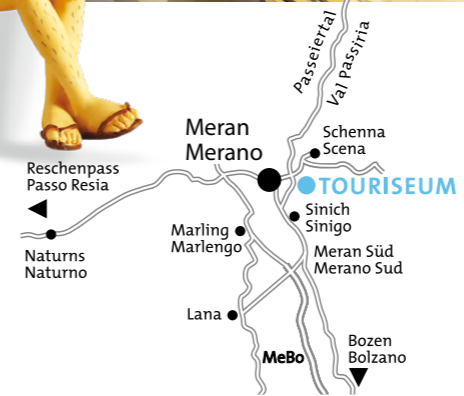 Passeiertal
Val Passiria
Meran
Merano
Schenna
Scena
Reschenpass
Passo Resia
TOURISEUM
Sinich
Sinigo
Marling
Marlengo
Naturns
Naturno
Meran Süd
Merano Sud
Lana
MeBo
Bozen
Bolzano